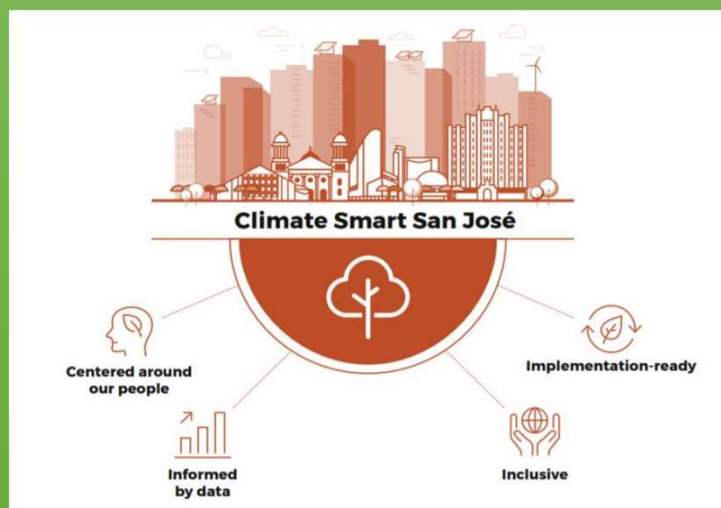 Climate Smart San José
Centered around
our people
Implementation-ready
Informed
by data
Inclusive